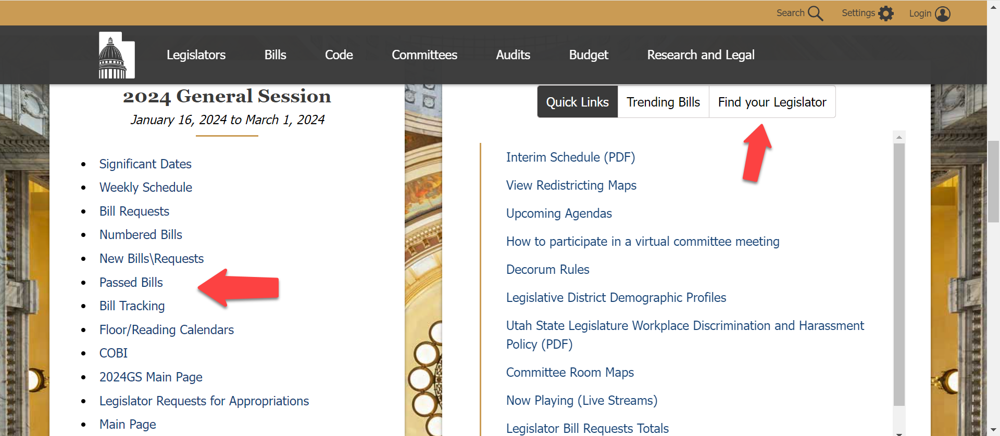 Search
Settings
Login
Legislators
Bills
Code
Committees
Audits
Budget
Research and Legal
2024 General Session
January 16, 2024 to March 1, 2024
Significant Dates
Weekly Schedule
Bill Requests
Numbered Bills
New Bills\Requests
Passed Bills
Bill Tracking
Floor/Reading Calendars
COBI
2024GS Main Page
Legislator Requests for Appropriations
Main Page
Quick Links
Trending Bills
Find your Legislator
Interim Schedule (PDF)
View Redistricting Maps
Upcoming Agendas
How to participate in a virtual committee meeting
Decorum Rules
Legislative District Demographic Profiles
Utah State Legislature Workplace Discrimination and Harassment
Policy (PDF)
Committee Room Maps
Now Playing (Live Streams)
Legislator Bill Requests Totals